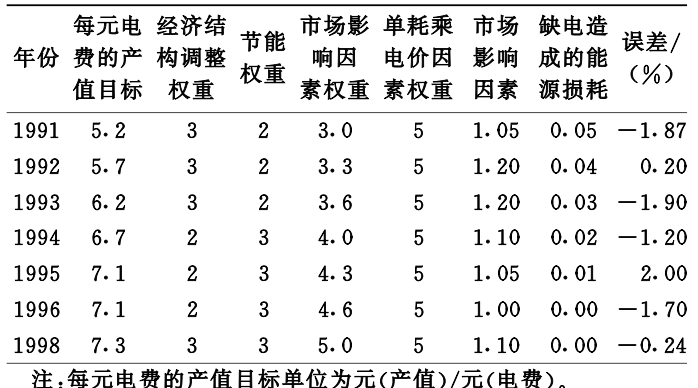 年份 每元电费的产值目标 经济结构调整权重 节能权重 市场影响因素权重 单耗乘电价因素权重 市场影响因素 缺电造成的能源损耗 误差/(%)
1991 5.2 3 2 3.0 5 1.05 0.05 -1.87
1992 5.7 3 2 3.3 5 1.20 0.04 0.20
1993 6.2 3 2 3.6 5 1.20 0.03 -1.90
1994 6.7 2 3 4.0 5 1.10 0.02 -1.20
1995 7.1 2 3 4.3 5 1.05 0.01 2.00
1996 7.1 2 3 4.6 5 1.00 0.00 -1.70
1998 7.3 3 3 5.0 5 1.10 0.00 -0.24
注:每元电费的产值目标单位为元(产值)/元(电费)。